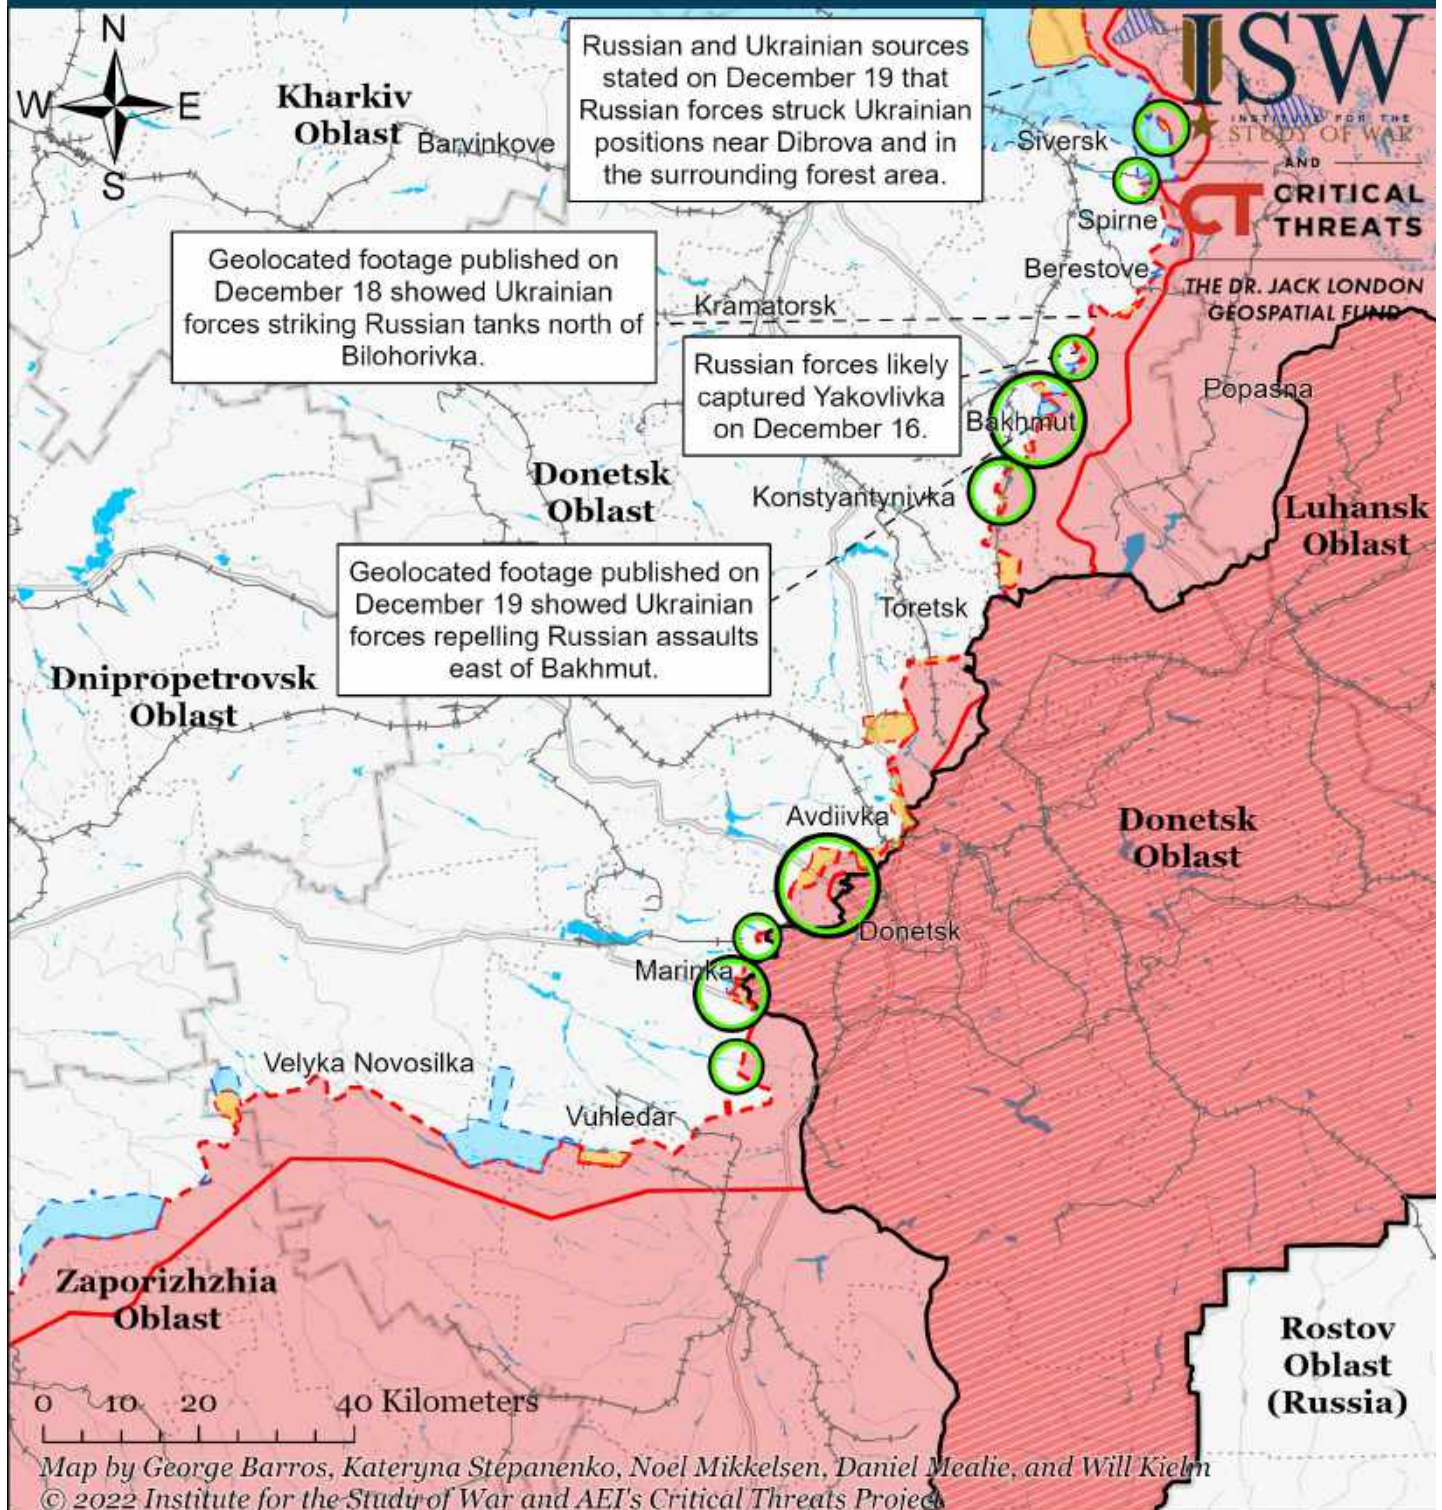 N
W
E
S
Kharkiv
Oblast
Barvinkove
Russian and Ukrainian sources
stated on December 19 that
Russian forces struck Ukrainian
positions near Dibrova and in
the surrounding forest area.
ISW
INSTITUTE FOR THE
STUDY OF WAR
AND
CT CRITICAL
THREATS
THE DR. JACK LONDON
GEOSPATIAL FUND
Siversk
Spirne
Berestove
Geolocated footage published on
December 18 showed Ukrainian
forces striking Russian tanks north of
Bilohorivka.
Kramatorsk
Russian forces likely
captured Yakovlivka
on December 16.
Popasna
Bakhmut
Donetsk
Oblast
Konstyantynivka
Luhansk
Oblast
Geolocated footage published on
December 19 showed Ukrainian
forces repelling Russian assaults
east of Bakhmut.
Toretsk
Dnipropetrovsk
Oblast
Avdiivka
Donetsk
Oblast
Donetsk
Marinka
Velyka Novosilka
Vuhledar
Zaporizhzhia
Oblast
Rostov
Oblast
(Russia)
0 10 20 40 Kilometers
Map by George Barros, Kateryna Stepanenko, Noel Mikkelsen, Daniel Mealie, and Will Kielm
© 2022 Institute for the Study of War and AEI's Critical Threats Project